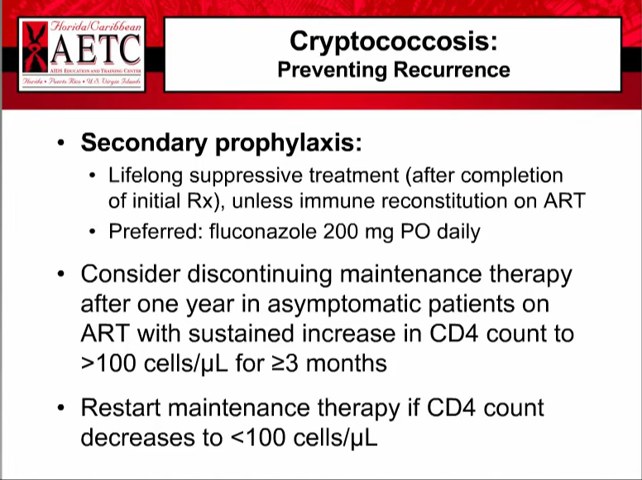 Florida/Caribbean
AETC
AIDS EDUCATION AND TRAINING CENTER
Florida • Puerto Rico • U.S. Virgin Islands
Cryptococcosis:
Preventing Recurrence
• Secondary prophylaxis:
• Lifelong suppressive treatment (after completion
of initial Rx), unless immune reconstitution on ART
• Preferred: fluconazole 200 mg PO daily
• Consider discontinuing maintenance therapy
after one year in asymptomatic patients on
ART with sustained increase in CD4 count to
>100 cells/µL for ≥3 months
• Restart maintenance therapy if CD4 count
decreases to <100 cells/µL